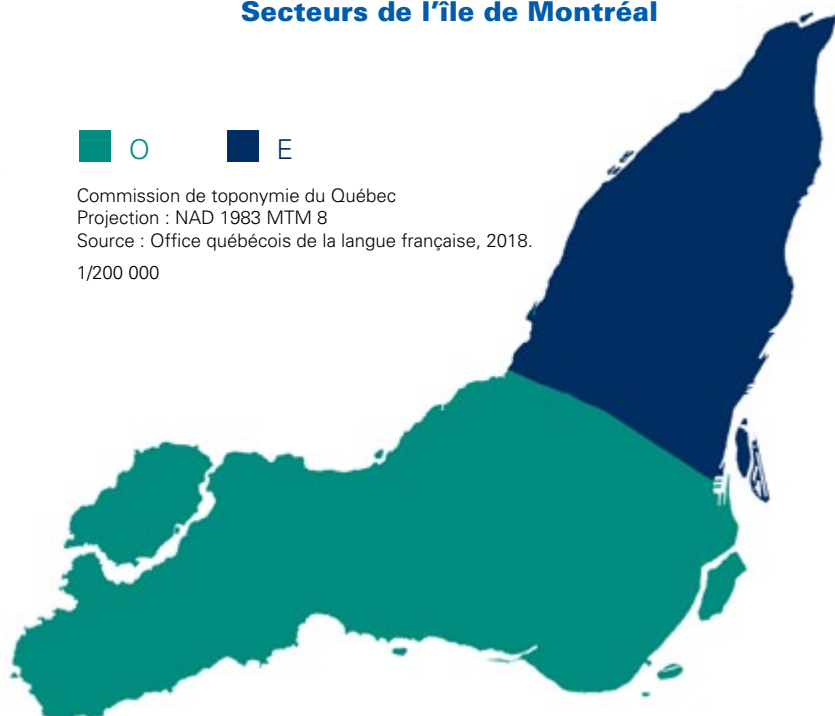 Secteurs de l'île de Montréal
O E
Commission de toponymie du Québec
Projection : NAD 1983 MTM 8
Source : Office québécois de la langue française, 2018.
1/200 000